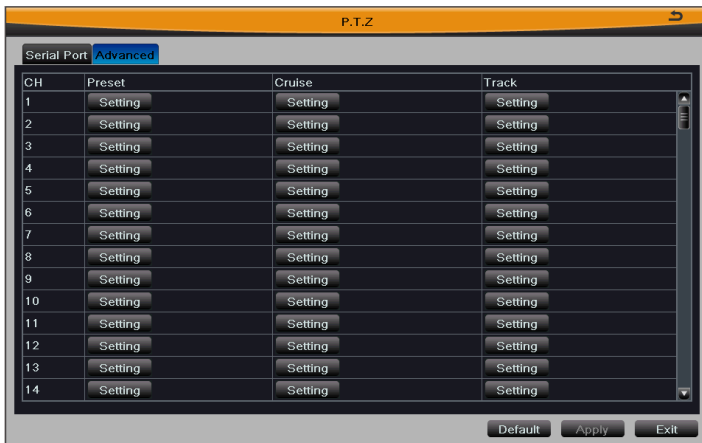 P.T.Z
Serial Port Advanced
CH Preset Cruise Track
1 Setting Setting Setting
2 Setting Setting Setting
3 Setting Setting Setting
4 Setting Setting Setting
5 Setting Setting Setting
6 Setting Setting Setting
7 Setting Setting Setting
8 Setting Setting Setting
9 Setting Setting Setting
10 Setting Setting Setting
11 Setting Setting Setting
12 Setting Setting Setting
13 Setting Setting Setting
14 Setting Setting Setting
Default Apply Exit